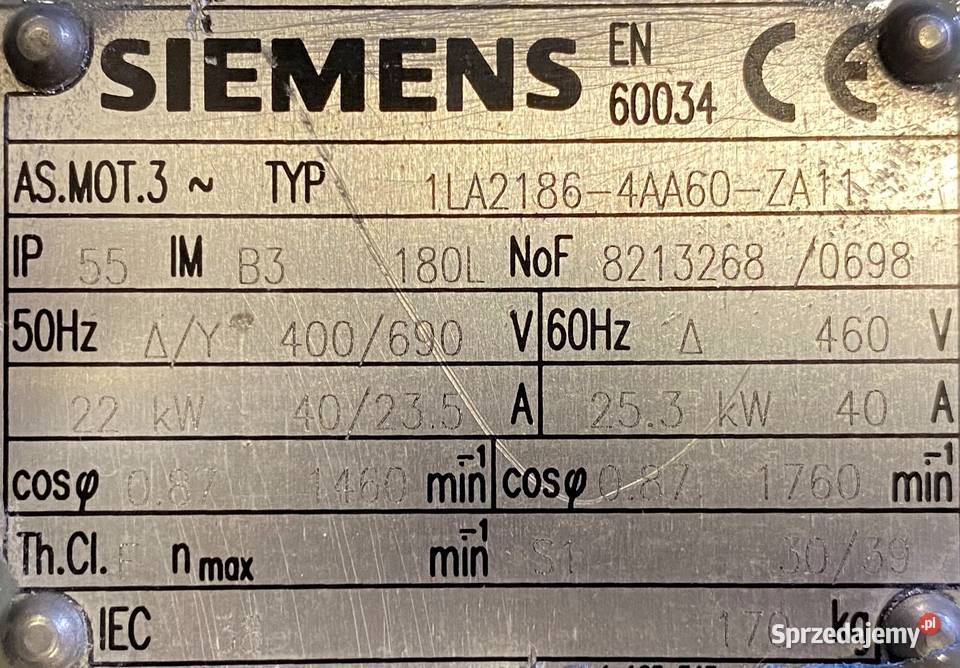 SIEMENS EN 60034 CE
AS.MOT.3 ~ TYP 1LA2186-4AA60-ZA11
IP 55 IM B3 180L NoF 8213268 /0698
50Hz Δ/Y 400/690 V 60Hz Δ 460 V
22 kW 40/23.5 A 25.3 kW 40 A
cosφ 0.87 1460 min⁻¹ cosφ 0.87 1760 min⁻¹
Th.Cl. F n max min⁻¹ S1 30/39
IEC kg
Sprzedajemy.pl